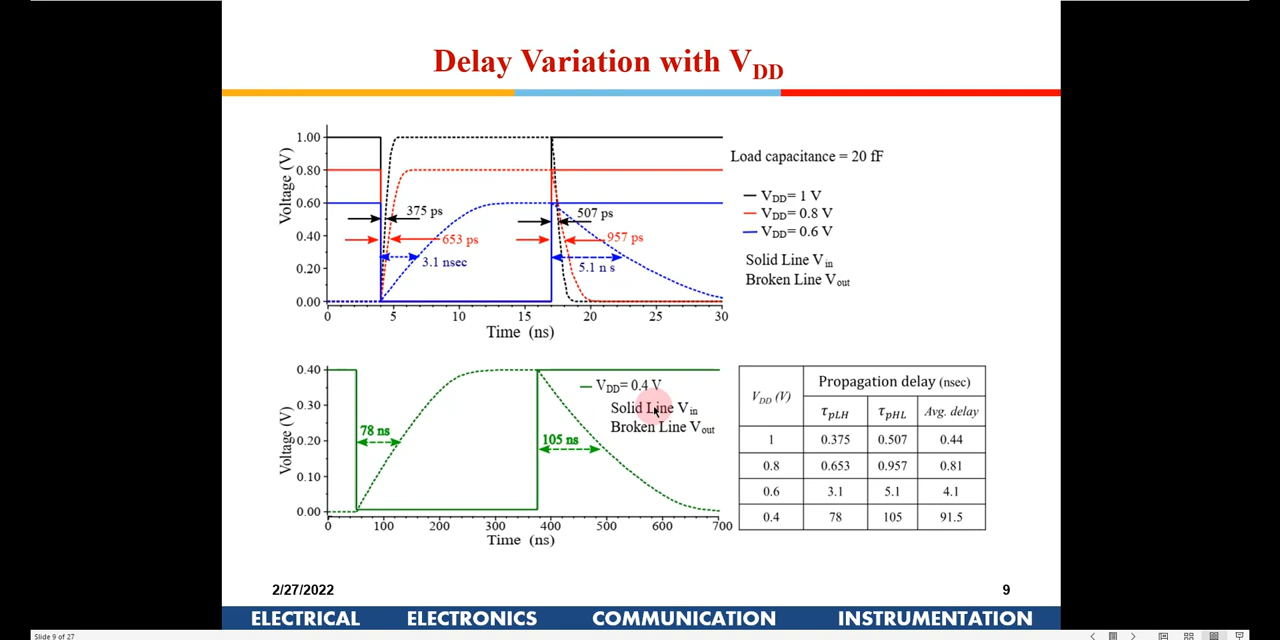 Delay Variation with VDD
Voltage (V)
1.00
0.80
0.60
0.40
0.20
0.00
375 ps
653 ps
3.1 nsec
507 ps
957 ps
5.1 n s
0 5 10 15 20 25 30
Time (ns)
Load capacitance = 20 fF
VDD= 1 V
VDD= 0.8 V
VDD= 0.6 V
Solid Line Vin
Broken Line Vout
Voltage (V)
0.40
0.30
0.20
0.10
0.00
78 ns
105 ns
VDD= 0.4 V
Solid Line Vin
Broken Line Vout
0 100 200 300 400 500 600 700
Time (ns)
VDD (V) Propagation delay (nsec)
τpLH τpHL Avg. delay
1 0.375 0.507 0.44
0.8 0.653 0.957 0.81
0.6 3.1 5.1 4.1
0.4 78 105 91.5
2/27/2022 9
ELECTRICAL ELECTRONICS COMMUNICATION INSTRUMENTATION
Slide 9 of 27